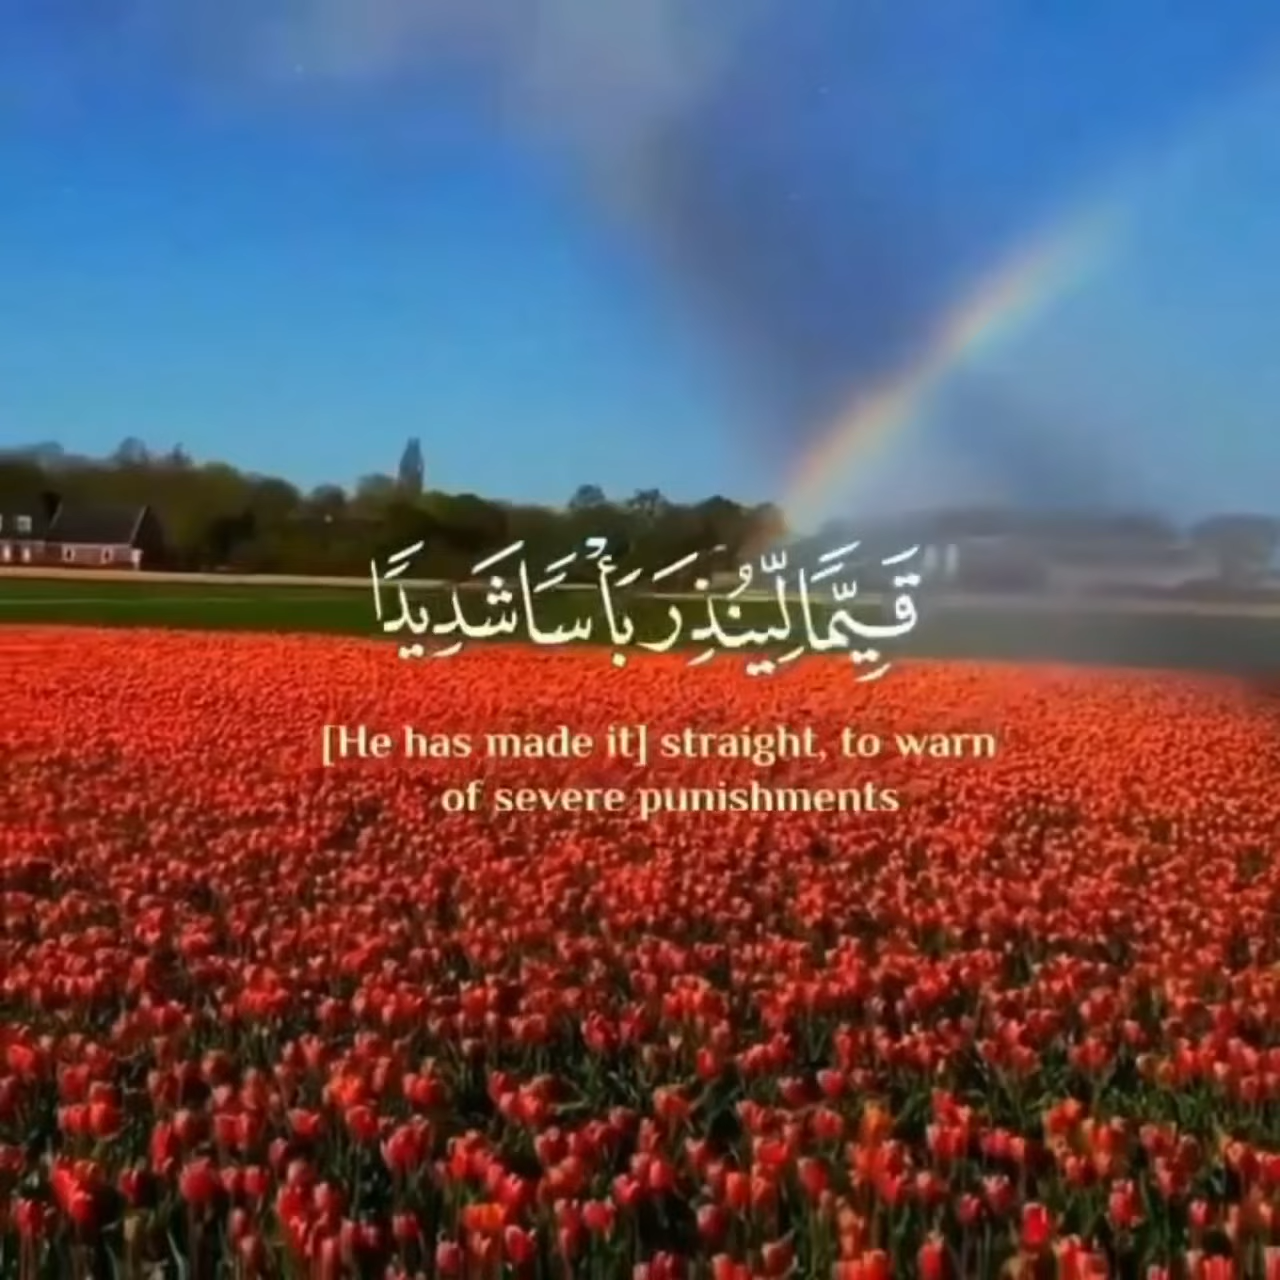 قَيِّمًا لِّيُنذِرَ بَأْسًا شَدِيدًا
[He has made it] straight, to warn
of severe punishments